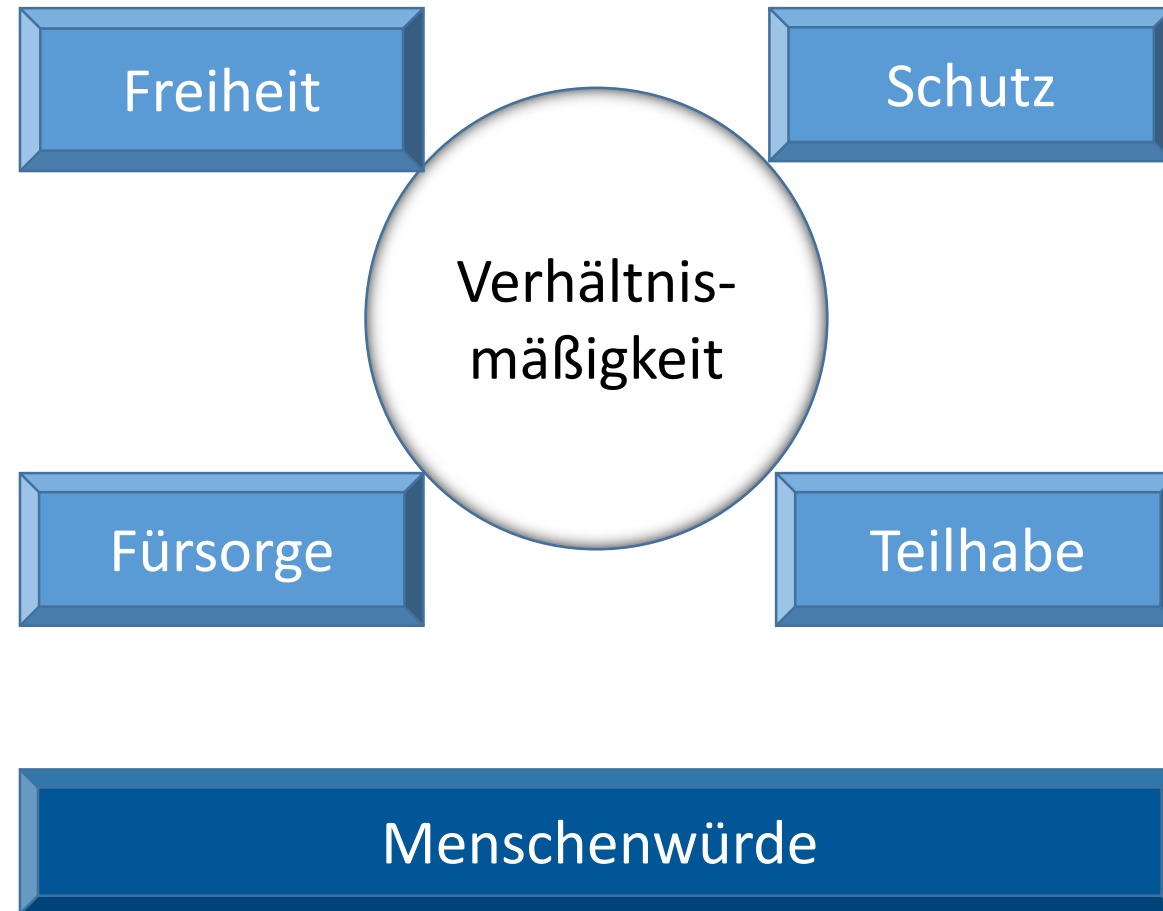 Freiheit
Schutz
Verhältnis-
mäßigkeit
Fürsorge
Teilhabe
Menschenwürde